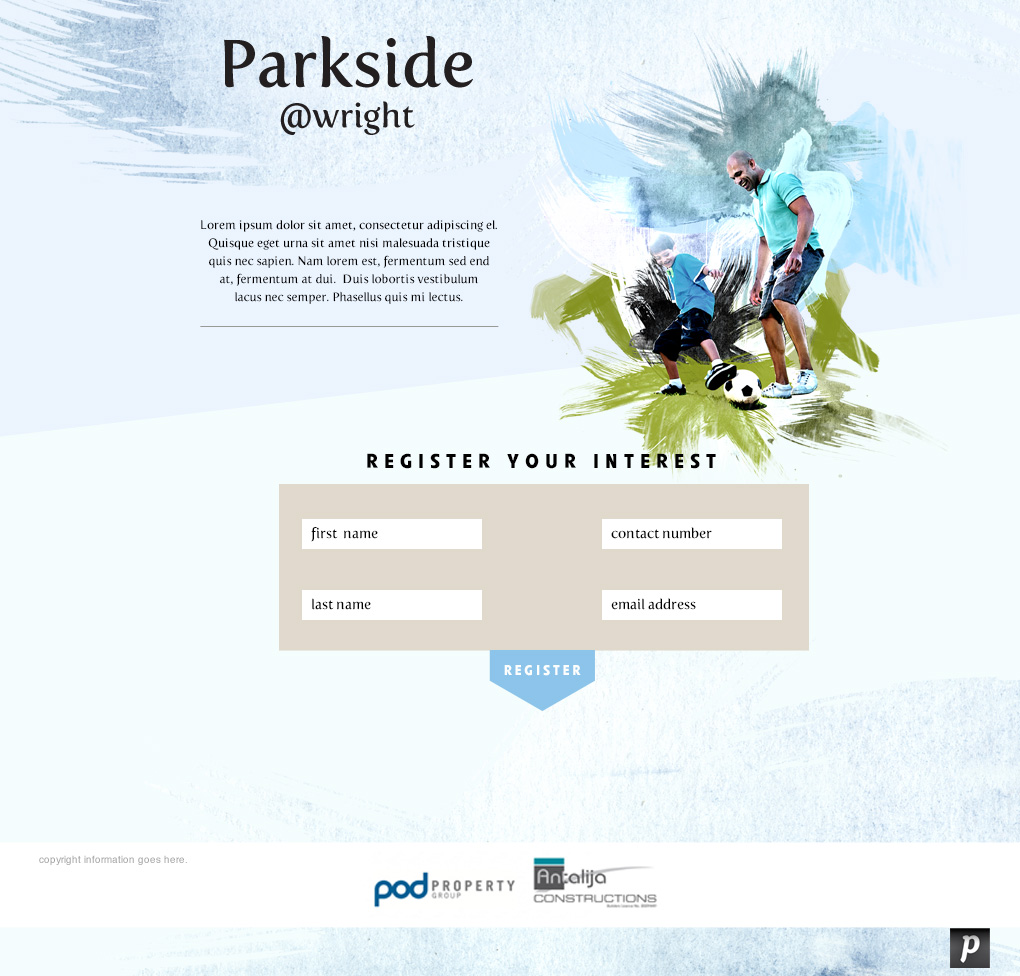 Parkside
@wright
Lorem ipsum dolor sit amet, consectetur adipiscing el.
Quisque eget urna sit amet nisi malesuada tristique
quis nec sapien. Nam lorem est, fermentum sed end
at, fermentum at dui.  Duis lobortis vestibulum
lacus nec semper. Phasellus quis mi lectus.
REGISTER YOUR INTEREST
first name
contact number
last name
email address
REGISTER
copyright information goes here.
pod PROPERTY
GROUP
Antalija
CONSTRUCTIONS
p